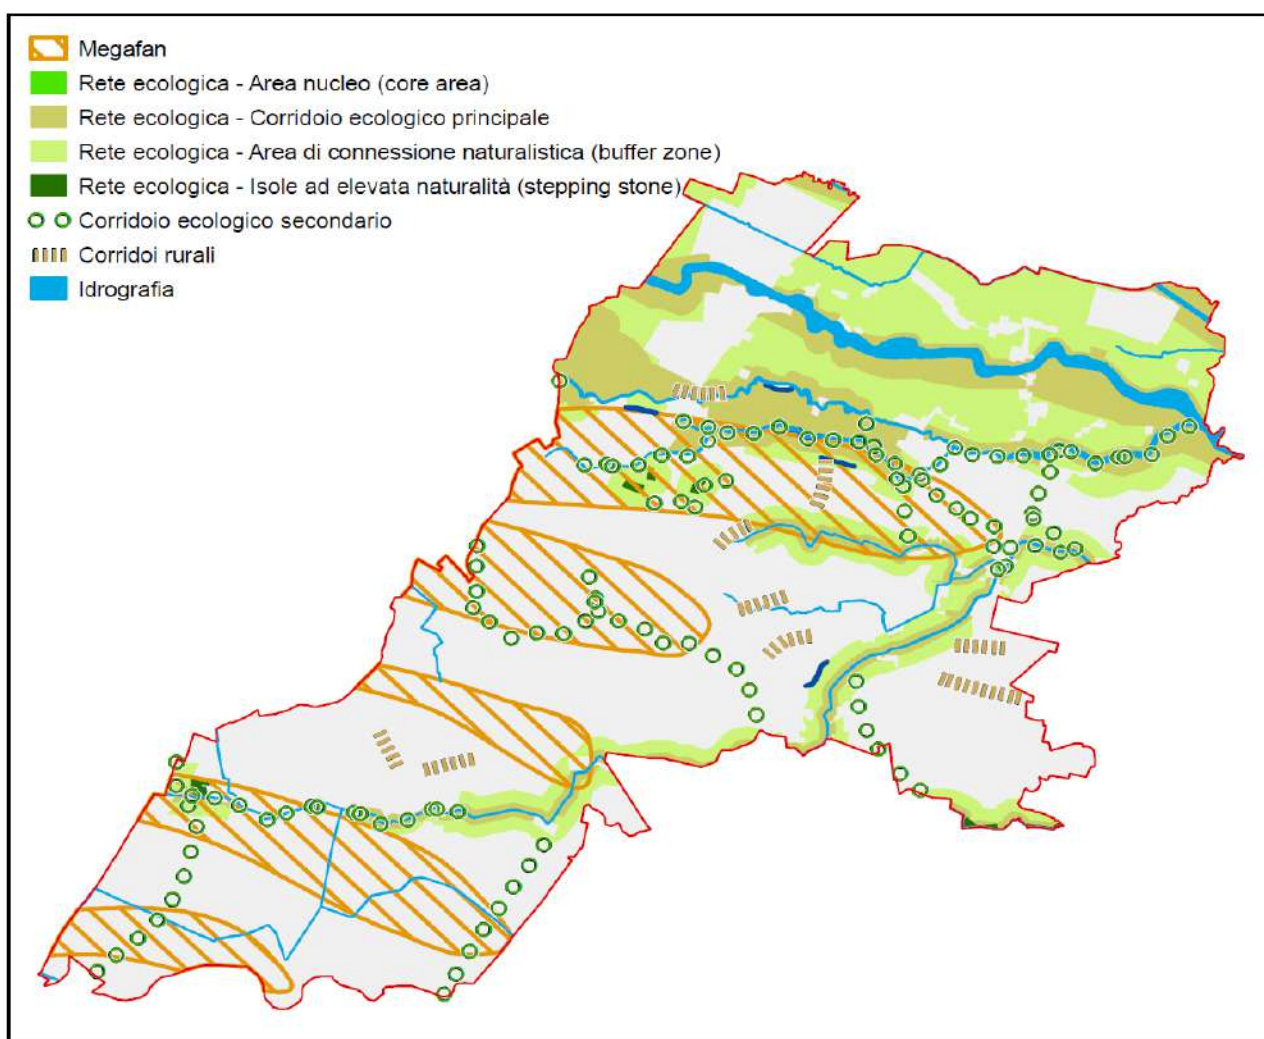 Megafan
Rete ecologica - Area nucleo (core area)
Rete ecologica - Corridoio ecologico principale
Rete ecologica - Area di connessione naturalistica (buffer zone)
Rete ecologica - Isole ad elevata naturalità (stepping stone)
Corridoio ecologico secondario
Corridoi rurali
Idrografia